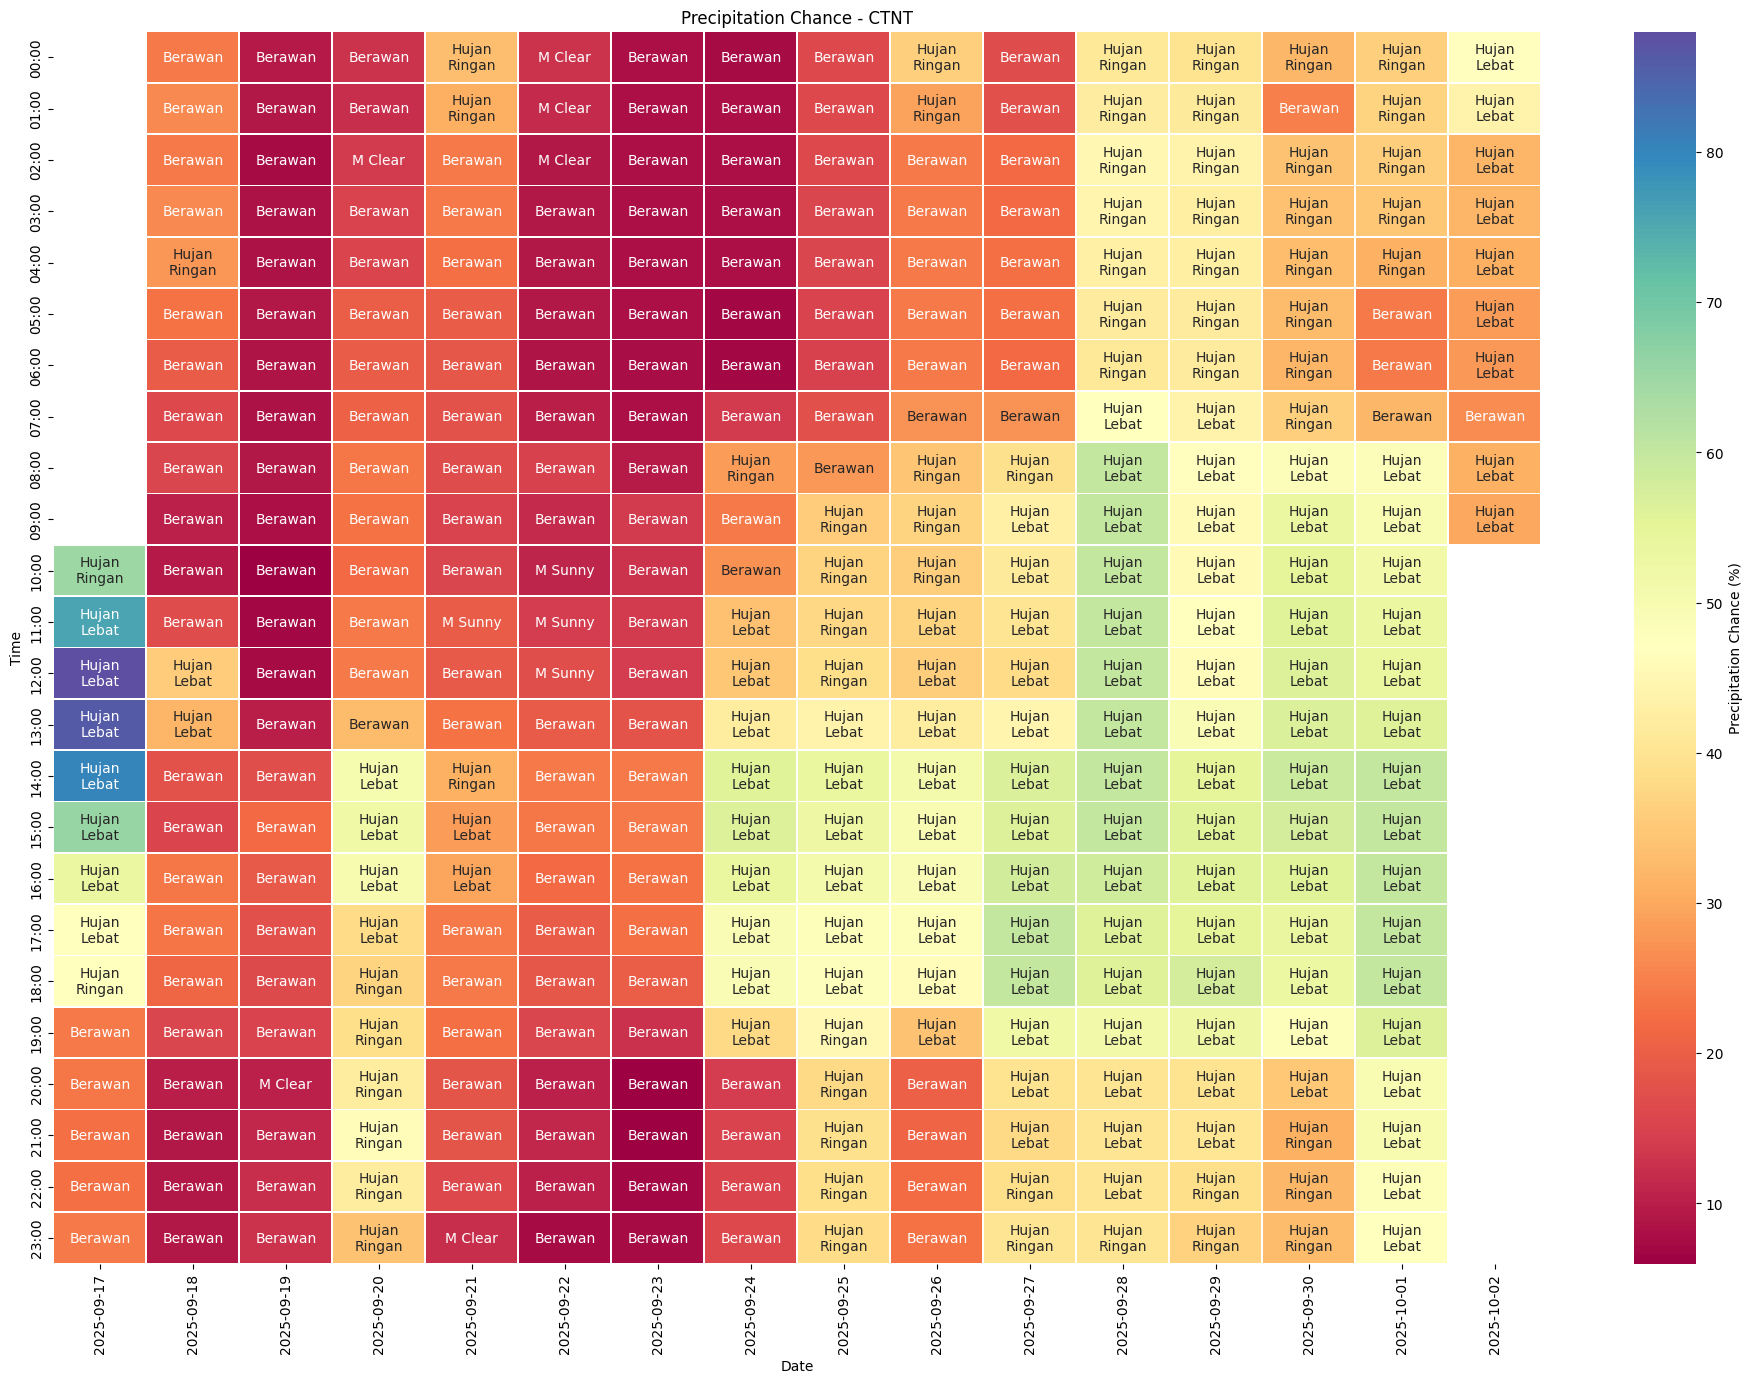 Precipitation Chance - CTNT
00:00 Berawan Berawan Berawan Hujan Ringan M Clear Berawan Berawan Berawan Hujan Ringan Berawan Hujan Ringan Hujan Ringan Hujan Ringan Hujan Ringan Hujan Lebat
01:00 Berawan Berawan Berawan Hujan Ringan M Clear Berawan Berawan Berawan Hujan Ringan Berawan Hujan Ringan Hujan Ringan Berawan Hujan Ringan Hujan Lebat
02:00 Berawan Berawan M Clear Berawan M Clear Berawan Berawan Berawan Berawan Berawan Hujan Ringan Hujan Ringan Hujan Ringan Hujan Ringan Hujan Lebat
03:00 Berawan Berawan Berawan Berawan Berawan Berawan Berawan Berawan Berawan Berawan Hujan Ringan Hujan Ringan Hujan Ringan Hujan Ringan Hujan Lebat
04:00 Hujan Ringan Berawan Berawan Berawan Berawan Berawan Berawan Berawan Berawan Berawan Hujan Ringan Hujan Ringan Hujan Ringan Hujan Ringan Hujan Lebat
05:00 Berawan Berawan Berawan Berawan Berawan Berawan Berawan Berawan Berawan Berawan Hujan Ringan Hujan Ringan Hujan Ringan Berawan Hujan Lebat
06:00 Berawan Berawan Berawan Berawan Berawan Berawan Berawan Berawan Berawan Berawan Hujan Ringan Hujan Ringan Hujan Ringan Berawan Hujan Lebat
07:00 Berawan Berawan Berawan Berawan Berawan Berawan Berawan Berawan Berawan Berawan Hujan Lebat Hujan Lebat Hujan Ringan Berawan Berawan
08:00 Berawan Berawan Berawan Berawan Berawan Berawan Hujan Ringan Berawan Hujan Ringan Hujan Ringan Hujan Lebat Hujan Lebat Hujan Lebat Hujan Lebat Hujan Lebat
09:00 Berawan Berawan Berawan Berawan Berawan Berawan Berawan Hujan Ringan Hujan Ringan Hujan Lebat Hujan Lebat Hujan Lebat Hujan Lebat Hujan Lebat Hujan Lebat
10:00 Hujan Ringan Berawan Berawan Berawan Berawan M Sunny Berawan Berawan Hujan Ringan Hujan Ringan Hujan Lebat Hujan Lebat Hujan Lebat Hujan Lebat Hujan Lebat
11:00 Hujan Lebat Berawan Berawan Berawan M Sunny M Sunny Berawan Hujan Lebat Hujan Ringan Hujan Lebat Hujan Lebat Hujan Lebat Hujan Lebat Hujan Lebat Hujan Lebat
12:00 Hujan Lebat Hujan Lebat Berawan Berawan Berawan M Sunny Berawan Hujan Lebat Hujan Ringan Hujan Lebat Hujan Lebat Hujan Lebat Hujan Lebat Hujan Lebat Hujan Lebat
13:00 Hujan Lebat Hujan Lebat Berawan Berawan Berawan Berawan Berawan Hujan Lebat Hujan Lebat Hujan Lebat Hujan Lebat Hujan Lebat Hujan Lebat Hujan Lebat Hujan Lebat
14:00 Hujan Lebat Berawan Berawan Hujan Lebat Hujan Ringan Berawan Berawan Hujan Lebat Hujan Lebat Hujan Lebat Hujan Lebat Hujan Lebat Hujan Lebat Hujan Lebat Hujan Lebat
15:00 Hujan Lebat Berawan Berawan Hujan Lebat Hujan Lebat Berawan Berawan Hujan Lebat Hujan Lebat Hujan Lebat Hujan Lebat Hujan Lebat Hujan Lebat Hujan Lebat Hujan Lebat
16:00 Hujan Lebat Berawan Berawan Hujan Lebat Hujan Lebat Berawan Berawan Hujan Lebat Hujan Lebat Hujan Lebat Hujan Lebat Hujan Lebat Hujan Lebat Hujan Lebat Hujan Lebat
17:00 Hujan Lebat Berawan Berawan Hujan Lebat Berawan Berawan Berawan Hujan Lebat Hujan Lebat Hujan Lebat Hujan Lebat Hujan Lebat Hujan Lebat Hujan Lebat Hujan Lebat
18:00 Hujan Ringan Berawan Berawan Hujan Ringan Berawan Berawan Berawan Hujan Lebat Hujan Lebat Hujan Lebat Hujan Lebat Hujan Lebat Hujan Lebat Hujan Lebat Hujan Lebat
19:00 Berawan Berawan Berawan Hujan Ringan Berawan Berawan Berawan Hujan Lebat Hujan Ringan Hujan Lebat Hujan Lebat Hujan Lebat Hujan Lebat Hujan Lebat Hujan Lebat
20:00 Berawan Berawan M Clear Hujan Ringan Berawan Berawan Berawan Berawan Hujan Ringan Berawan Hujan Lebat Hujan Lebat Hujan Lebat Hujan Lebat Hujan Lebat
21:00 Berawan Berawan Berawan Hujan Ringan Berawan Berawan Berawan Berawan Hujan Ringan Berawan Hujan Lebat Hujan Lebat Hujan Lebat Hujan Ringan Hujan Lebat
22:00 Berawan Berawan Berawan Hujan Ringan Berawan Berawan Berawan Berawan Hujan Ringan Berawan Hujan Ringan Hujan Lebat Hujan Ringan Hujan Ringan Hujan Lebat
23:00 Berawan Berawan Berawan Hujan Ringan M Clear Berawan Berawan Berawan Hujan Ringan Berawan Hujan Ringan Hujan Ringan Hujan Ringan Hujan Ringan Hujan Lebat
Time
2025-09-17 2025-09-18 2025-09-19 2025-09-20 2025-09-21 2025-09-22 2025-09-23 2025-09-24 2025-09-25 2025-09-26 2025-09-27 2025-09-28 2025-09-29 2025-09-30 2025-10-01 2025-10-02
Date
80
70
60
50
40
30
20
10
Precipitation Chance (%)